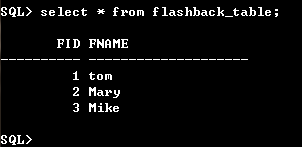 SQL> select * from flashback_table;
FID FNAME
---------- --------------------
1 tom
2 Mary
3 Mike
SQL>